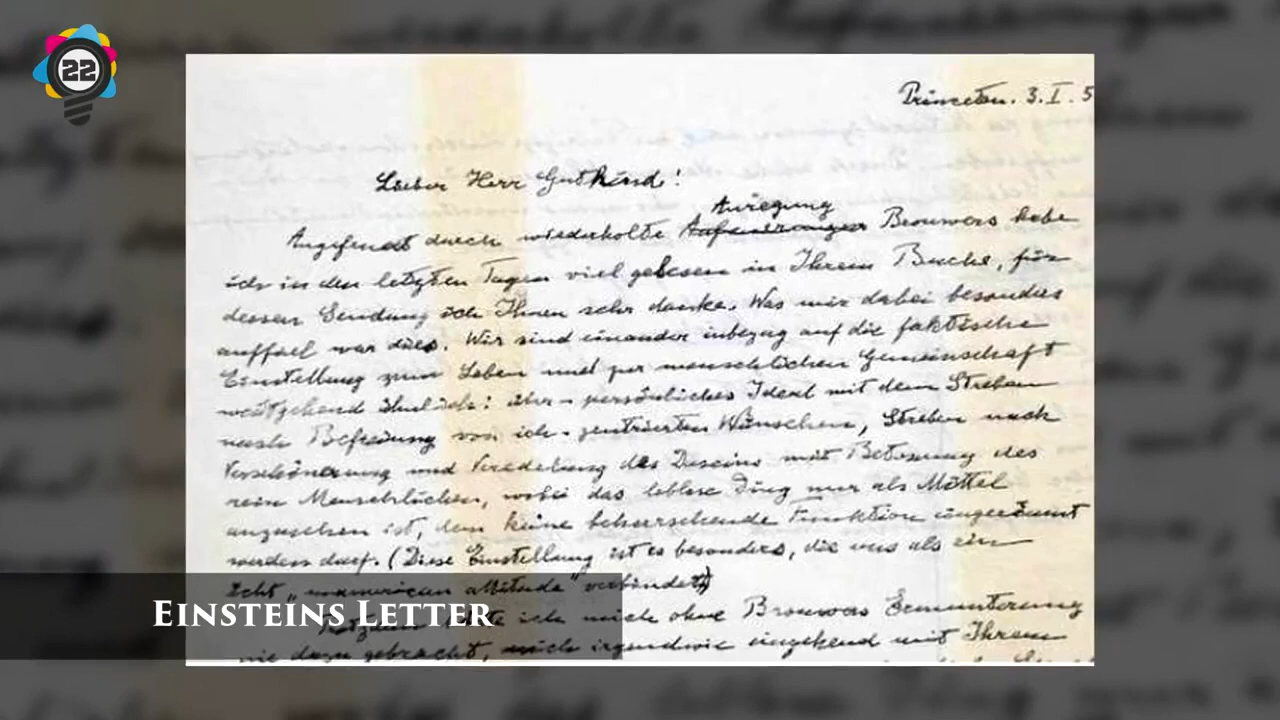 22
Princeton. 3. I. 5
Lieber Herr Gutkind!
Anregung
Angefeuert durch wiederholte Brouwers habe
ich in den letzten Tagen viel gelesen in Ihrem Buche, für
dessen Sendung ich Ihnen sehr danke. Was mir dabei besonders
auffiel war dies. Wir sind einander inbezug auf die faktische
Einstellung zum Leben und zur menschlichen Gemeinschaft
weitgehend ähnlich: über-persönliches Ideal mit dem Streben
nach Befreiung von ich-zentrierten Wünschen, Streben nach
Verschönerung und Veredelung des Daseins mit Betonung des
rein Menschlichen, wobei das leblose Ding nur als Mittel
anzusehen ist, dem keine beherrschende Funktion eingeräumt
werden darf. (Diese Einstellung ist es besonders, die uns als ein
echt „unamerican attitude" verbindet)
ich mich ohne Brouwers Ermunterung
nie dazu gebracht, mich irgendwie eingehend mit Ihrem
EINSTEINS LETTER